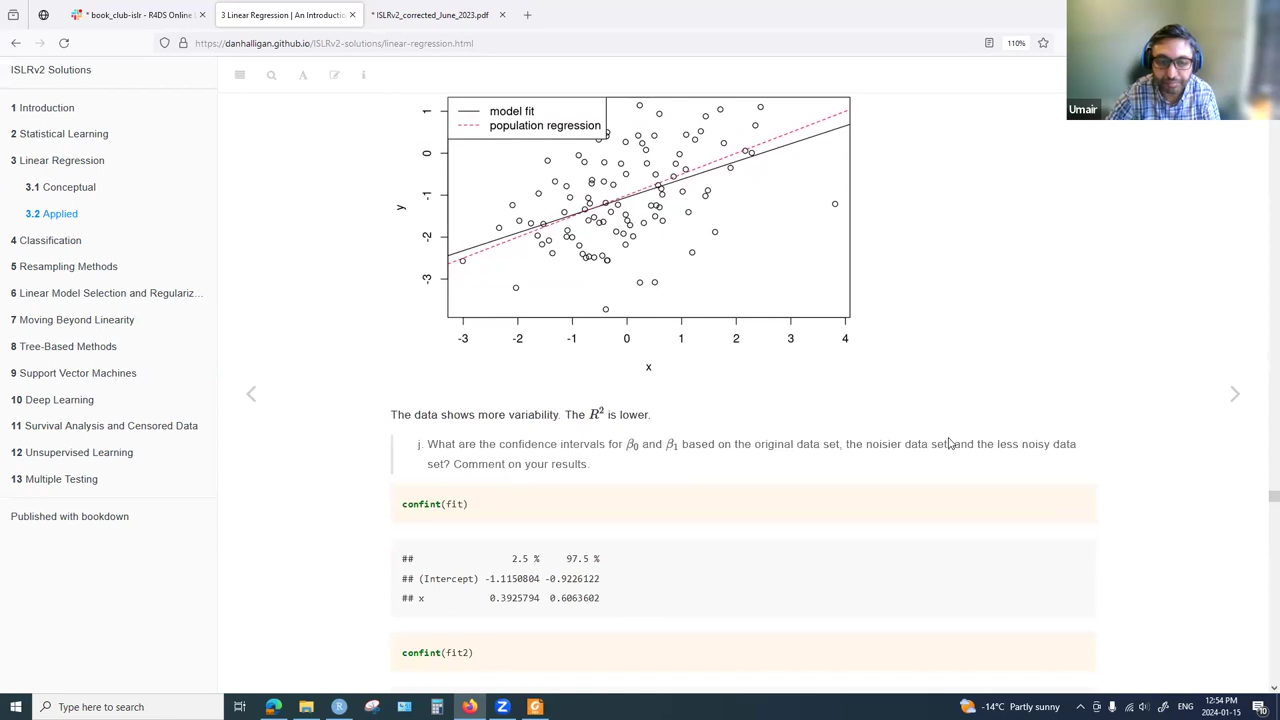 * book_club-islr - R4DS Online
3 Linear Regression | An Introductio
* ISLRv2_corrected_June_2023.pdf
https://danhalligan.github.io/ISLRv2-solutions/linear-regression.html
110%
Umair
ISLRv2 Solutions
1 Introduction
2 Statistical Learning
3 Linear Regression
3.1 Conceptual
3.2 Applied
4 Classification
5 Resampling Methods
6 Linear Model Selection and Regulariz...
7 Moving Beyond Linearity
8 Tree-Based Methods
9 Support Vector Machines
10 Deep Learning
11 Survival Analysis and Censored Data
12 Unsupervised Learning
13 Multiple Testing
Published with bookdown
model fit
population regression
1
0
-1
-2
-3
y
-3 -2 -1 0 1 2 3 4
x
The data shows more variability. The R² is lower.
j. What are the confidence intervals for β₀ and β₁ based on the original data set, the noisier data set, and the less noisy data
set? Comment on your results.
confint(fit)
## 2.5 % 97.5 %
## (Intercept) -1.1150804 -0.9226122
## x 0.3925794 0.6063602
confint(fit2)
Type here to search
-14°C Partly sunny
ENG
12:54 PM
2024-01-15
10